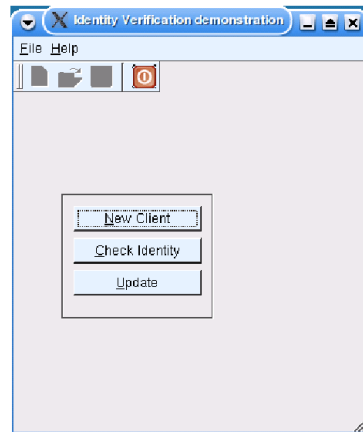 Identity Verification demonstration
File Help
New Client
Check Identity
Update